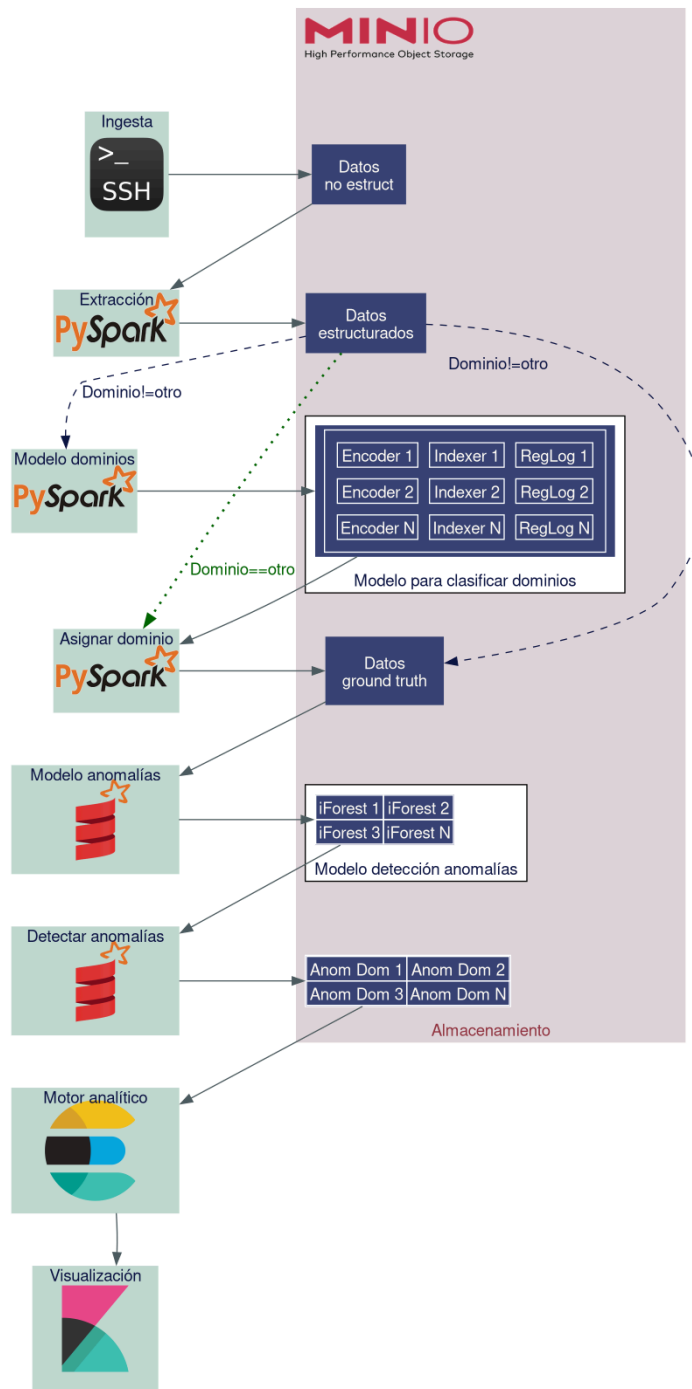 MINIO
High Performance Object Storage
Ingesta
>_
SSH
Datos
no estruct
Extracción
PySpark
Datos
estructurados
Dominio!=otro
Dominio!=otro
Modelo dominios
PySpark
Encoder 1
Indexer 1
RegLog 1
Encoder 2
Indexer 2
RegLog 2
Encoder N
Indexer N
RegLog N
Modelo para clasificar dominios
Dominio==otro
Asignar dominio
PySpark
Datos
ground truth
Modelo anomalías
iForest 1
iForest 2
iForest 3
iForest N
Modelo detección anomalías
Detectar anomalías
Anom Dom 1
Anom Dom 2
Anom Dom 3
Anom Dom N
Almacenamiento
Motor analítico
Visualización